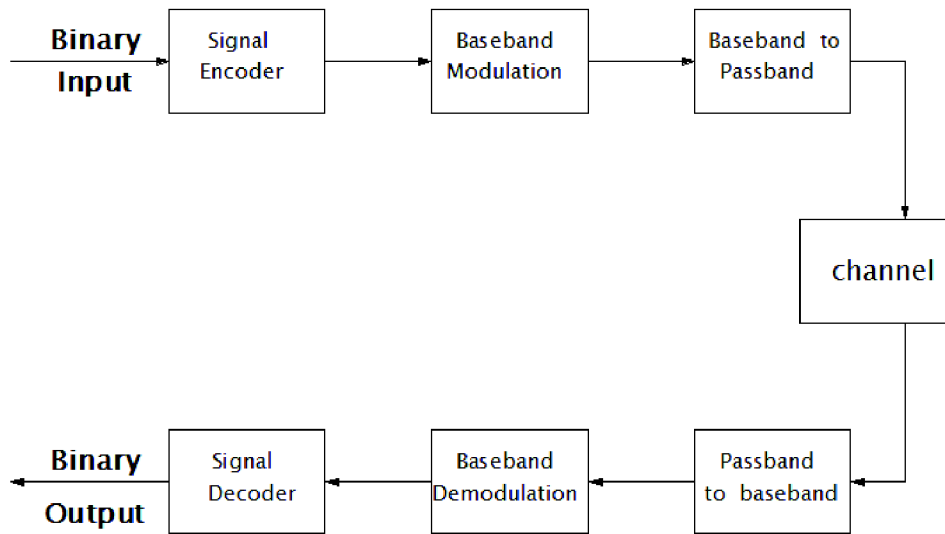 Binary
Input
Signal
Encoder
Baseband
Modulation
Baseband to
Passband
channel
Binary
Output
Signal
Decoder
Baseband
Demodulation
Passband
to baseband